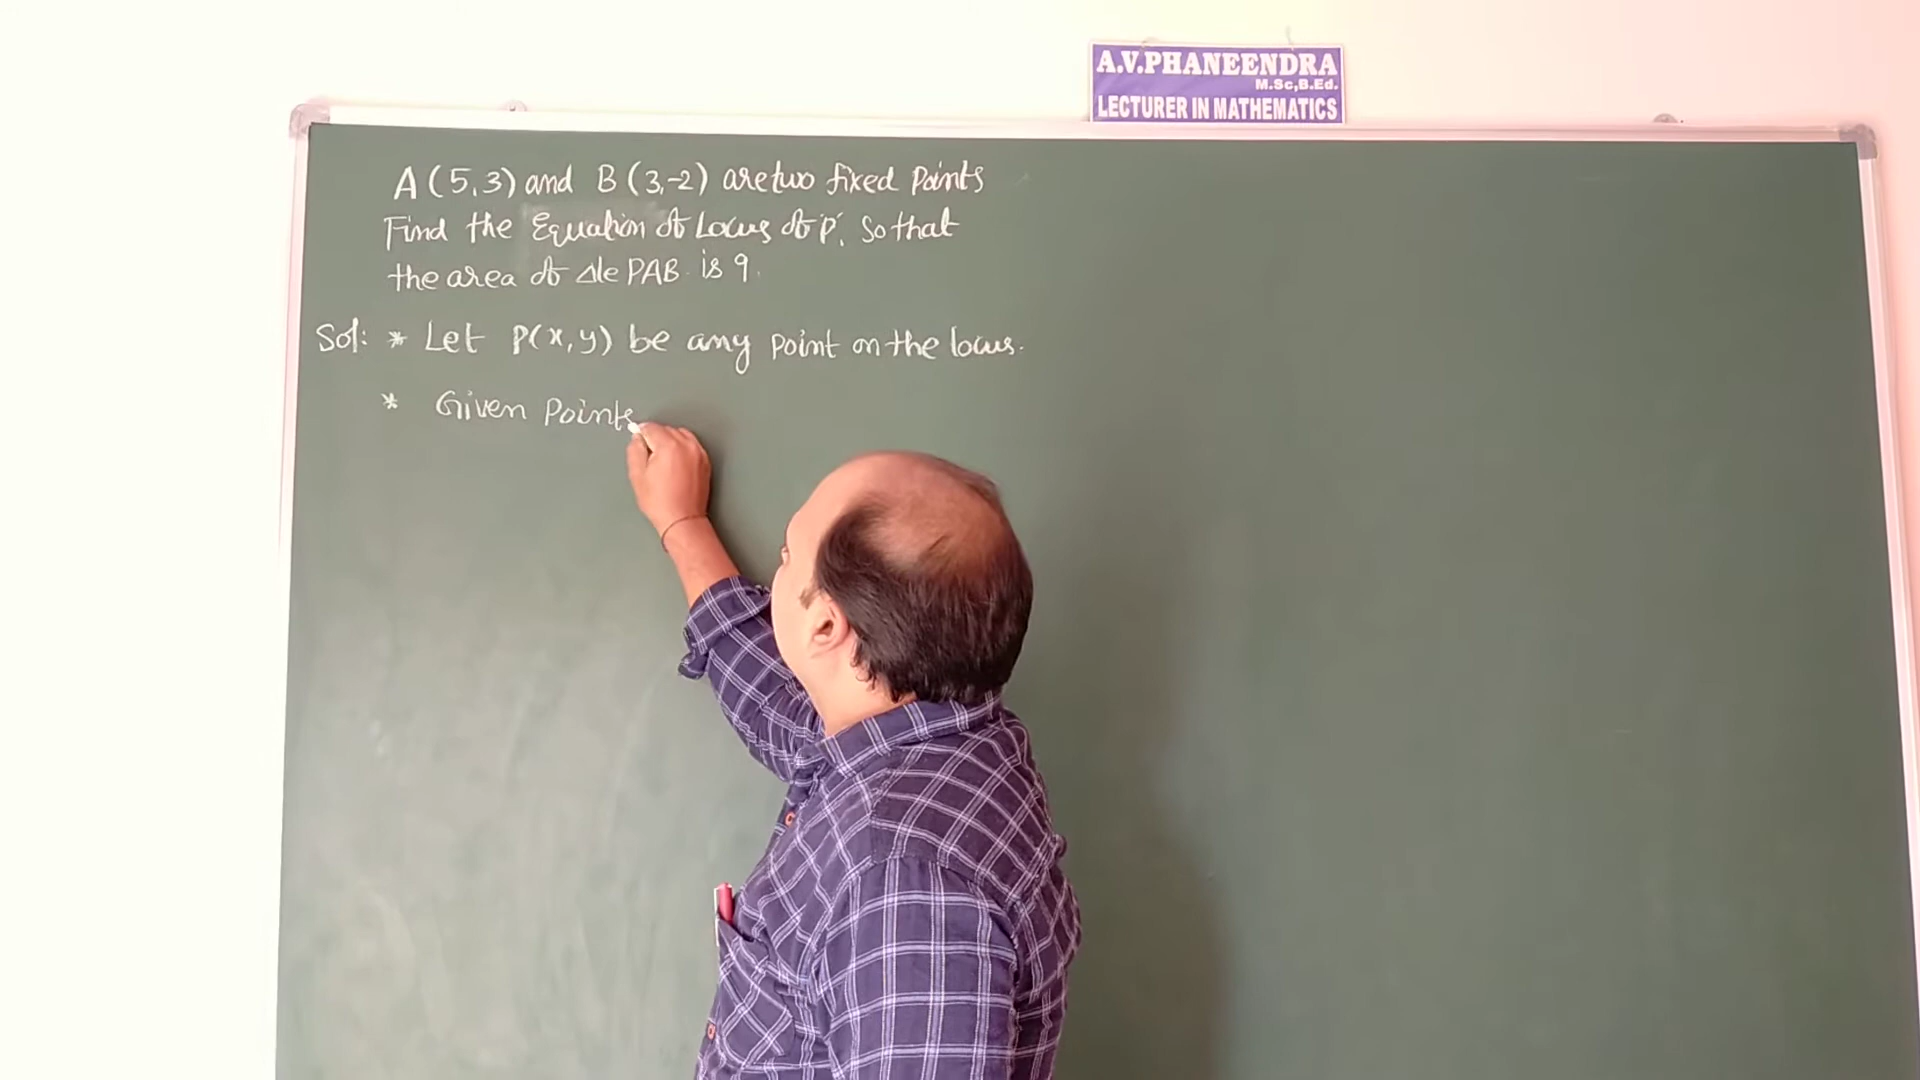 A.V.PHANEENDRA
M.Sc,B.Ed.
LECTURER IN MATHEMATICS
A (5,3) and B (3,-2) are two fixed Points
Find the Equation of Locus of P. So that
the area of Δle PAB is 9.
Sol: * Let P(x,y) be any point on the locus.
* Given Points